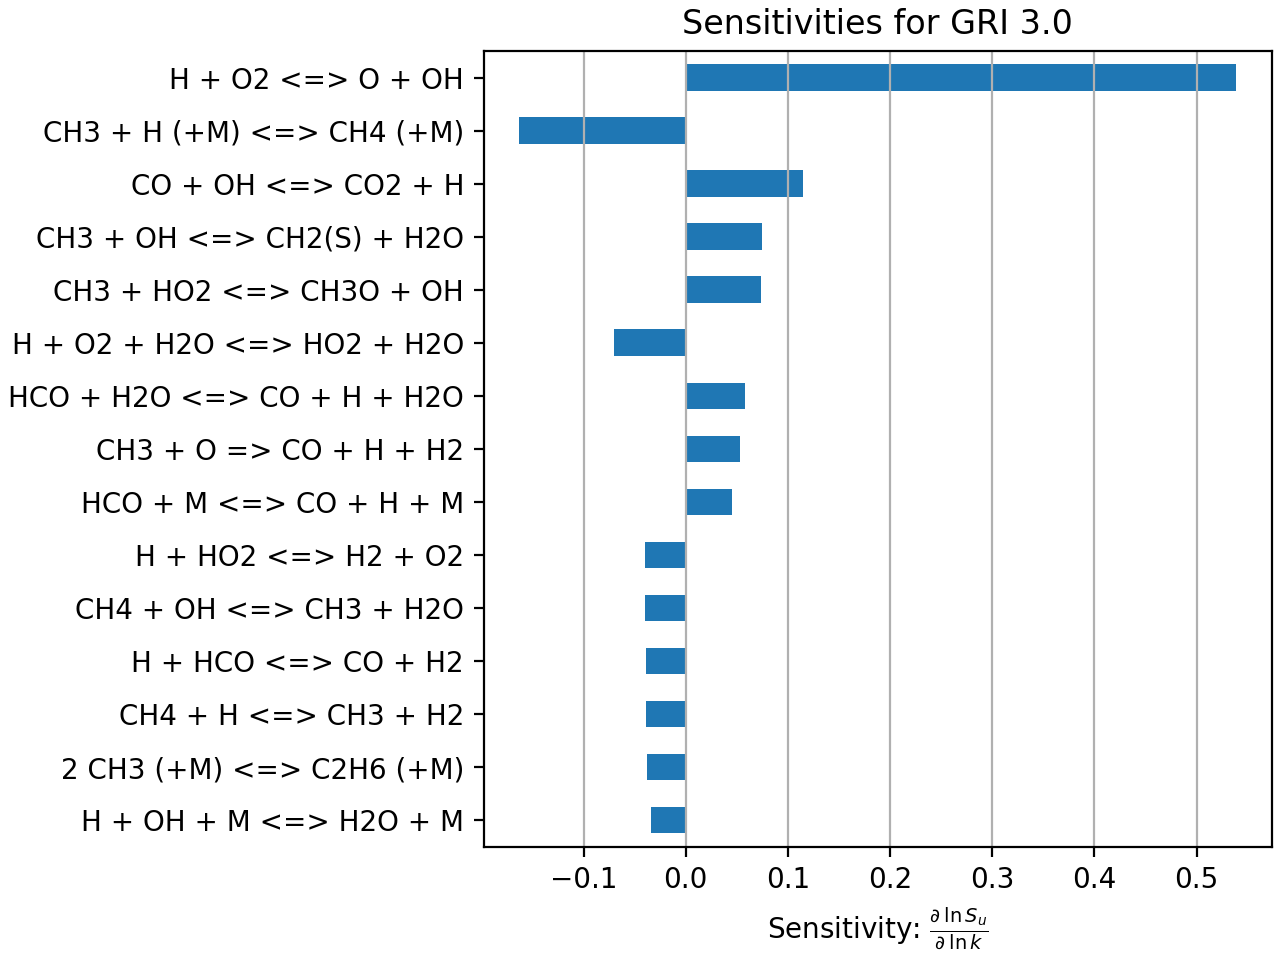 Sensitivities for GRI 3.0
H + O2 <=> O + OH
CH3 + H (+M) <=> CH4 (+M)
CO + OH <=> CO2 + H
CH3 + OH <=> CH2(S) + H2O
CH3 + HO2 <=> CH3O + OH
H + O2 + H2O <=> HO2 + H2O
HCO + H2O <=> CO + H + H2O
CH3 + O => CO + H + H2
HCO + M <=> CO + H + M
H + HO2 <=> H2 + O2
CH4 + OH <=> CH3 + H2O
H + HCO <=> CO + H2
CH4 + H <=> CH3 + H2
2 CH3 (+M) <=> C2H6 (+M)
H + OH + M <=> H2O + M
−0.1 0.0 0.1 0.2 0.3 0.4 0.5
Sensitivity: ∂ ln S_u / ∂ ln k